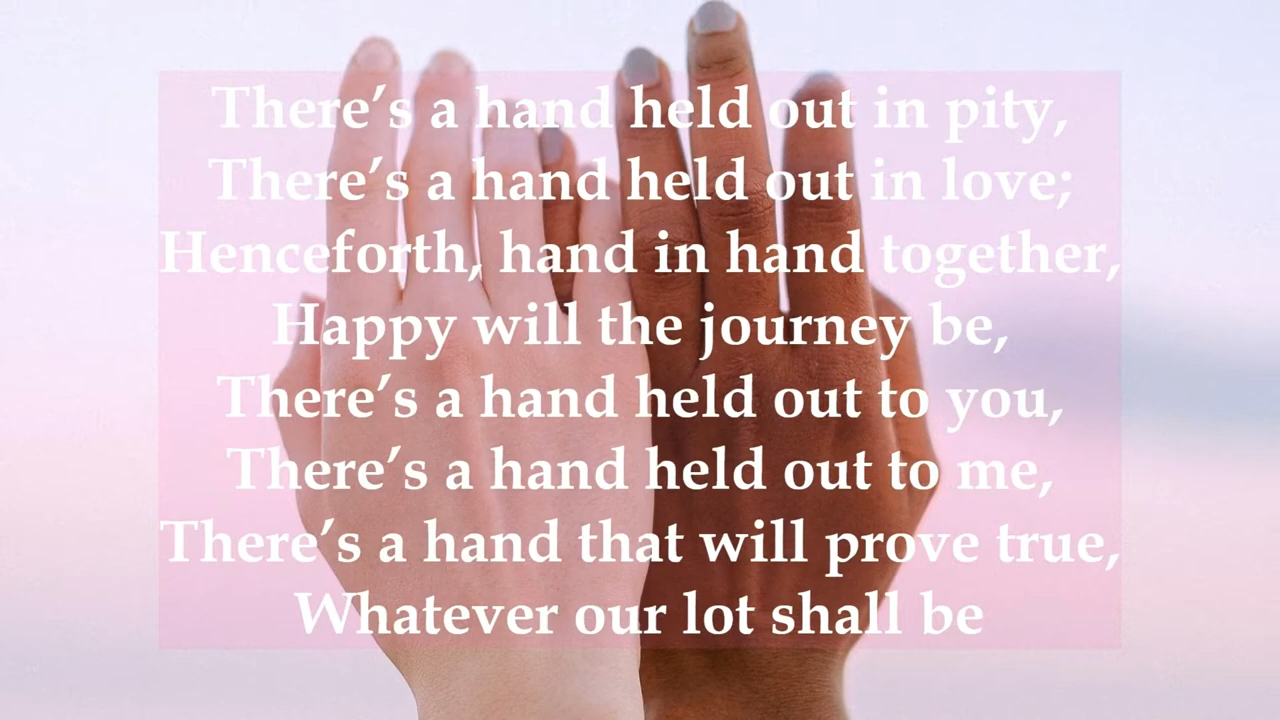 There’s a hand held out in pity,
There’s a hand held out in love;
Henceforth, hand in hand together,
Happy will the journey be,
There’s a hand held out to you,
There’s a hand held out to me,
There’s a hand that will prove true,
Whatever our lot shall be